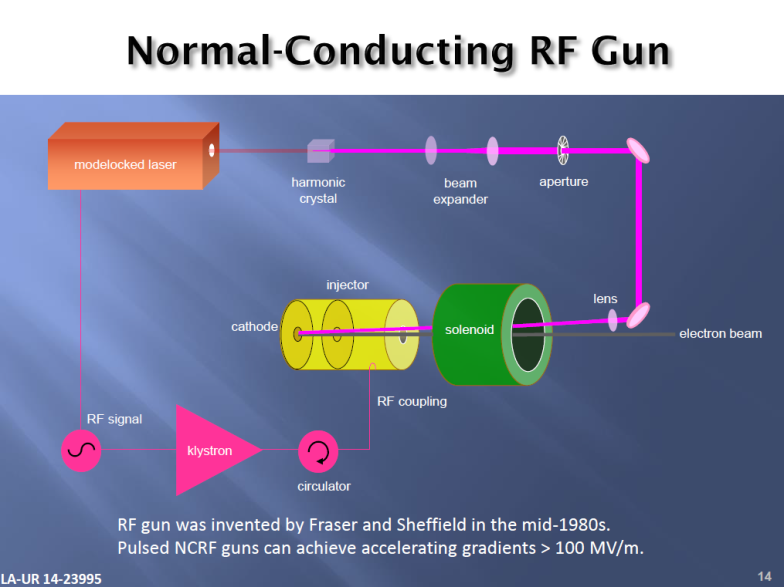 Normal-Conducting RF Gun
modelocked laser
harmonic
crystal
beam
expander
aperture
injector
lens
cathode
solenoid
electron beam
RF coupling
RF signal
klystron
circulator
RF gun was invented by Fraser and Sheffield in the mid-1980s.
Pulsed NCRF guns can achieve accelerating gradients > 100 MV/m.
LA-UR 14-23995
14